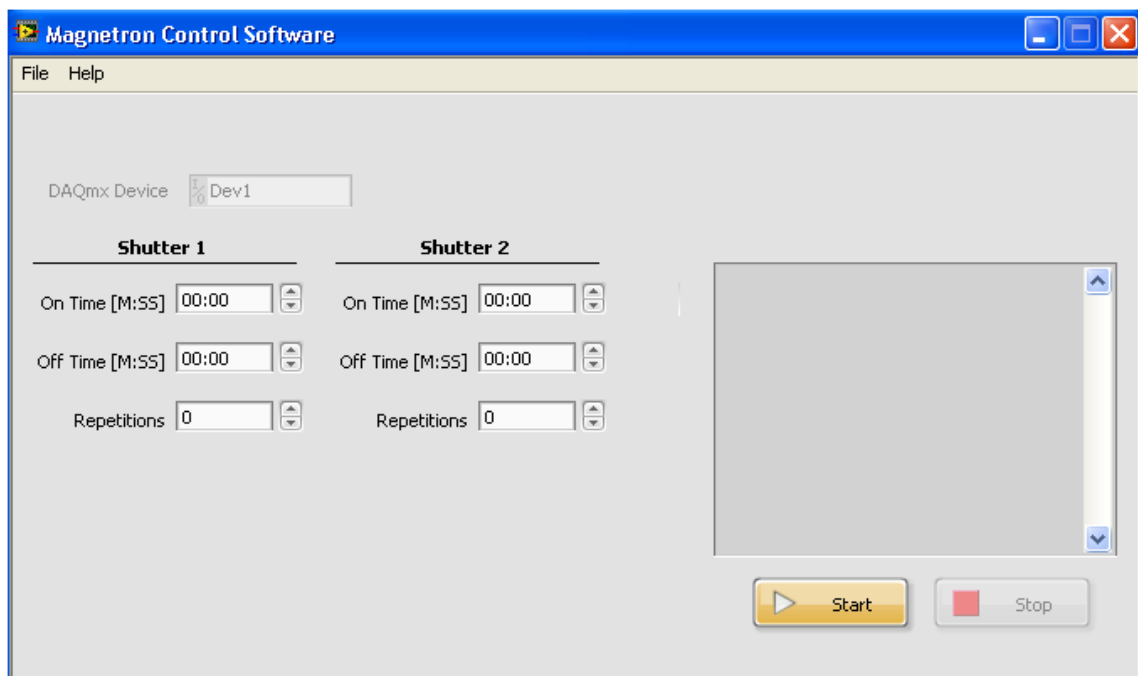 Magnetron Control Software
File Help
DAQmx Device I/O Dev1
Shutter 1 Shutter 2
On Time [M:SS] 00:00 On Time [M:SS] 00:00
Off Time [M:SS] 00:00 Off Time [M:SS] 00:00
Repetitions 0 Repetitions 0
Start Stop